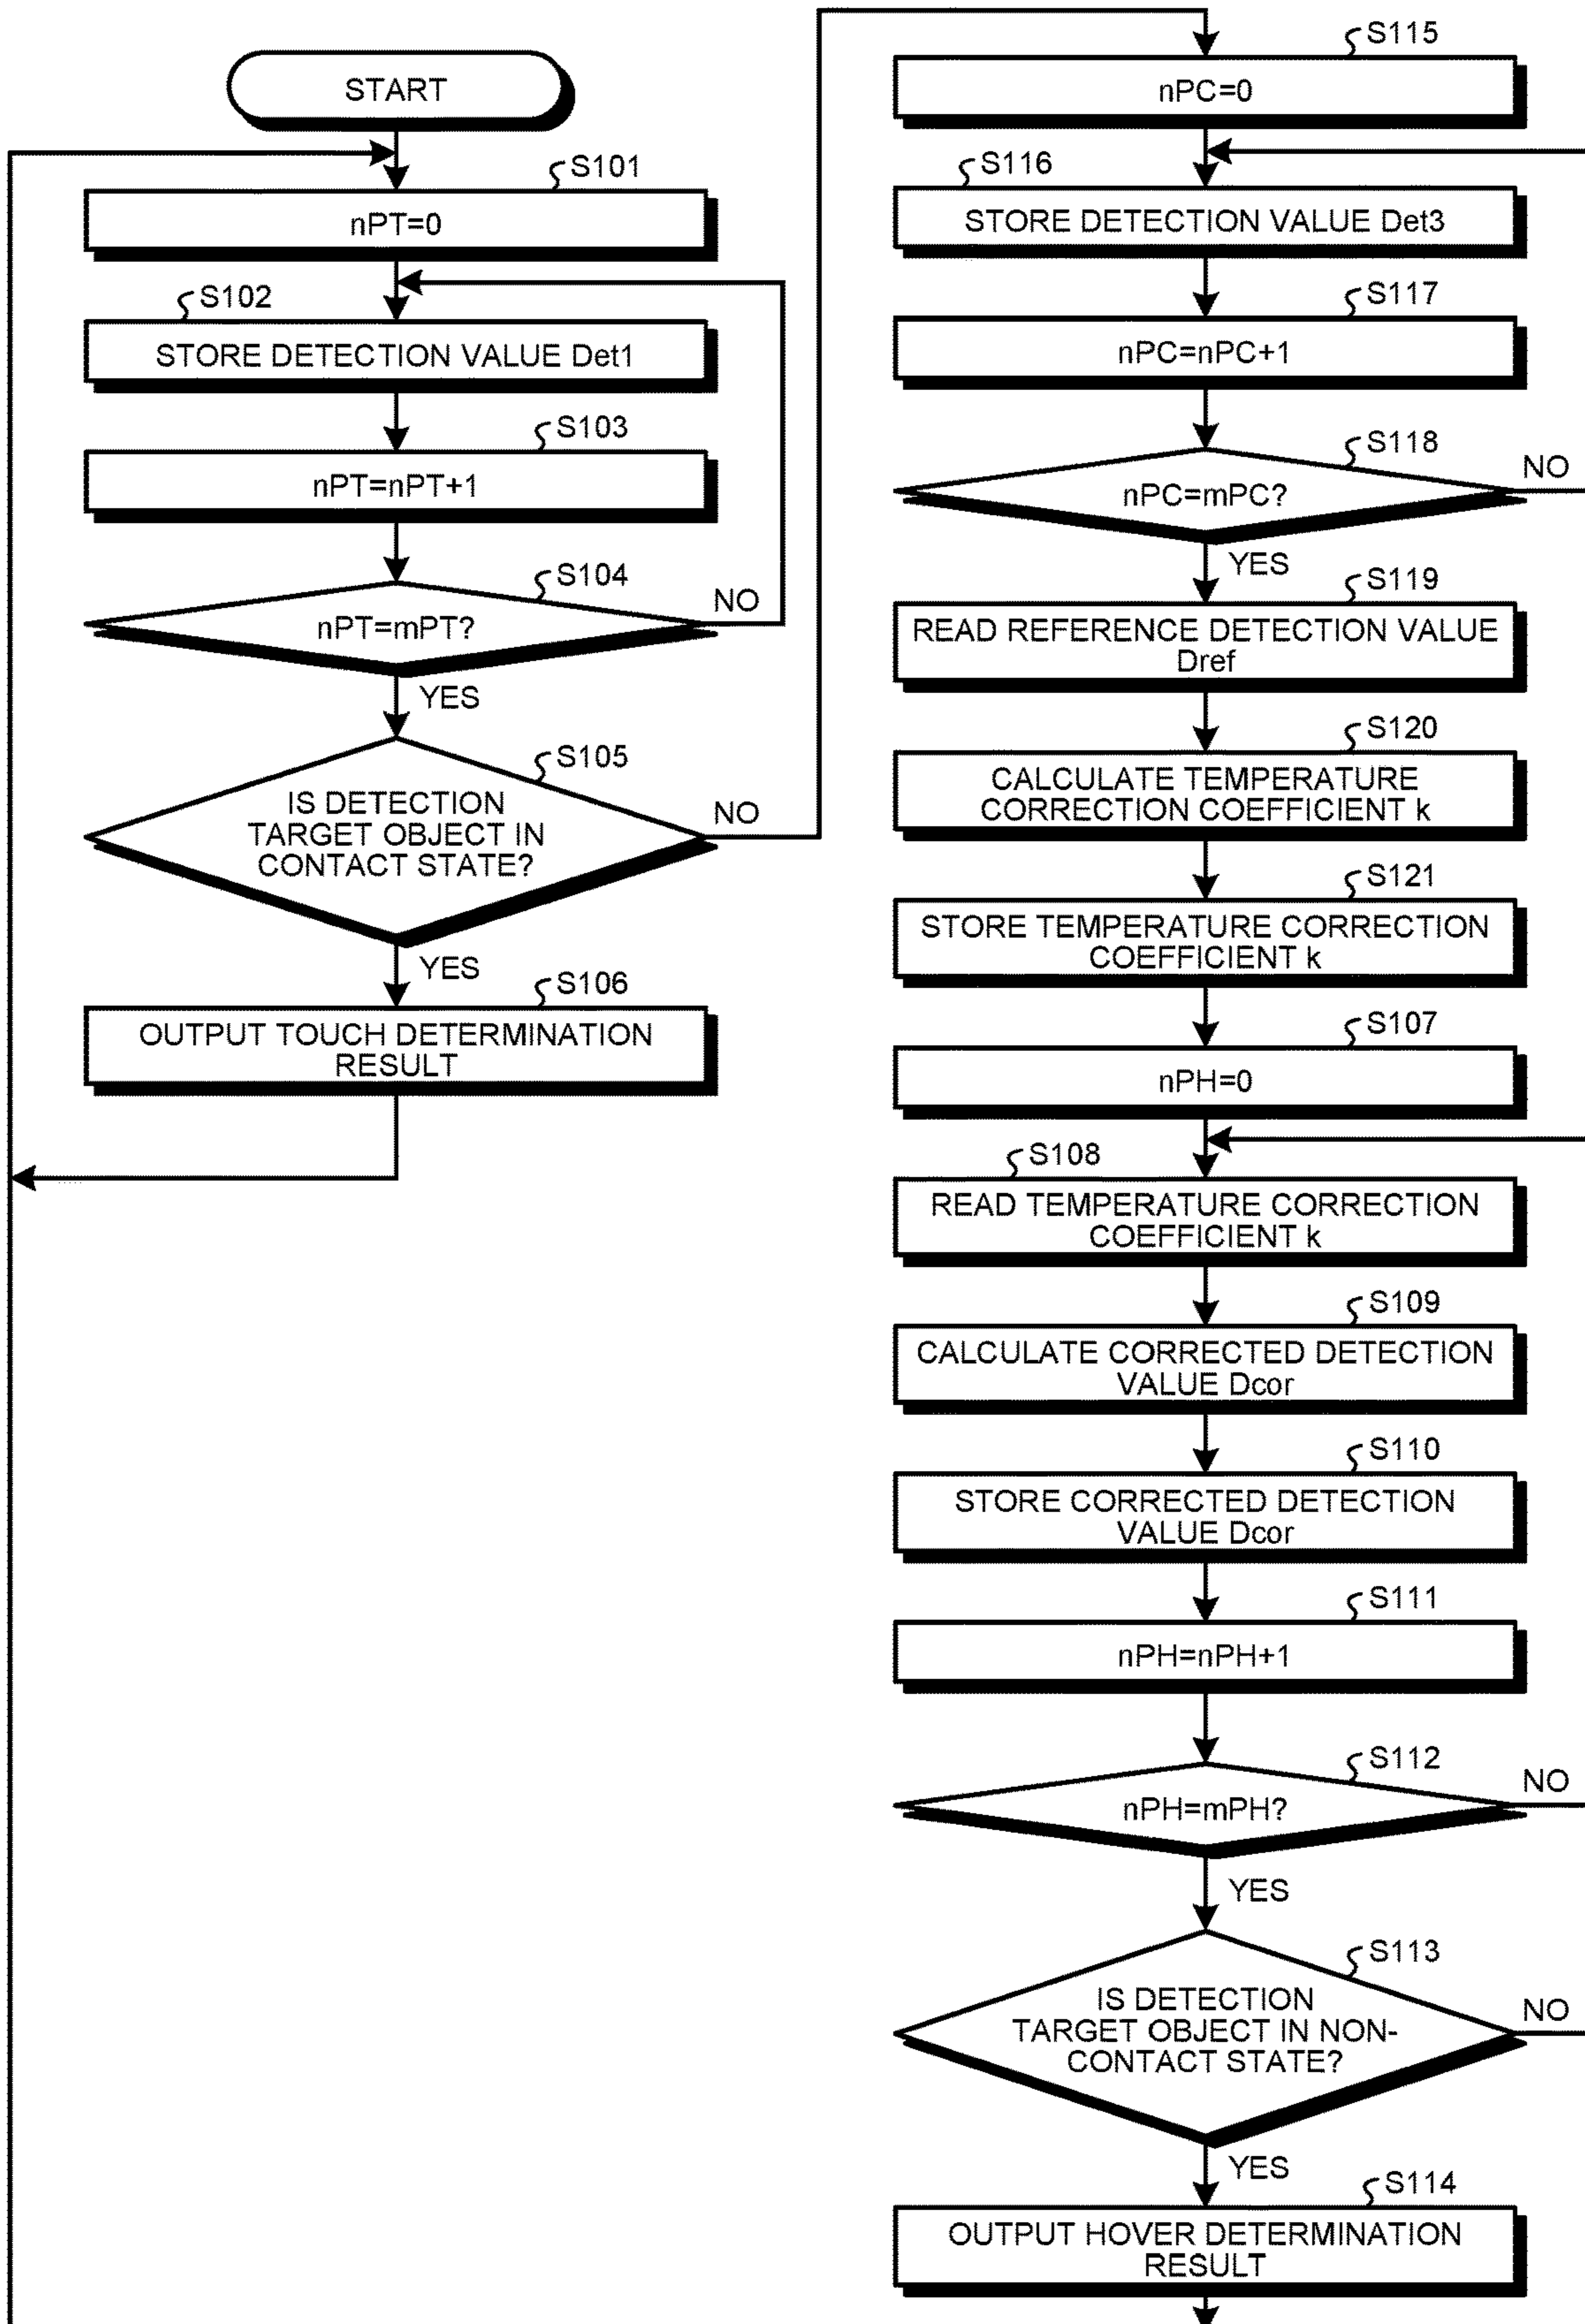 START
S101
nPT=0
S102
STORE DETECTION VALUE Det1
S103
nPT=nPT+1
S104
nPT=mPT?
NO
YES
S105
IS DETECTION
TARGET OBJECT IN
CONTACT STATE?
NO
YES
S106
OUTPUT TOUCH DETERMINATION
RESULT
S115
nPC=0
S116
STORE DETECTION VALUE Det3
S117
nPC=nPC+1
S118
nPC=mPC?
NO
YES
S119
READ REFERENCE DETECTION VALUE
Dref
S120
CALCULATE TEMPERATURE
CORRECTION COEFFICIENT k
S121
STORE TEMPERATURE CORRECTION
COEFFICIENT k
S107
nPH=0
S108
READ TEMPERATURE CORRECTION
COEFFICIENT k
S109
CALCULATE CORRECTED DETECTION
VALUE Dcor
S110
STORE CORRECTED DETECTION
VALUE Dcor
S111
nPH=nPH+1
S112
nPH=mPH?
NO
YES
S113
IS DETECTION
TARGET OBJECT IN NON-
CONTACT STATE?
NO
YES
S114
OUTPUT HOVER DETERMINATION
RESULT